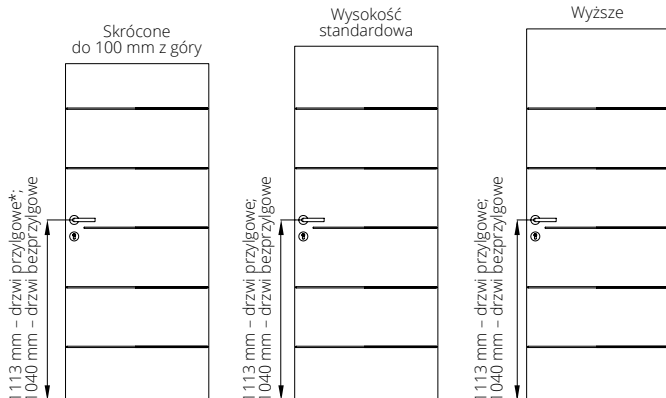 Skrócone
do 100 mm z góry
Wysokość
standardowa
Wyższe
1113 mm – drzwi przylgowe*;
1040 mm – drzwi bezprzylgowe
1113 mm – drzwi przylgowe;
1040 mm – drzwi bezprzylgowe
1113 mm – drzwi przylgowe;
1040 mm – drzwi bezprzylgowe